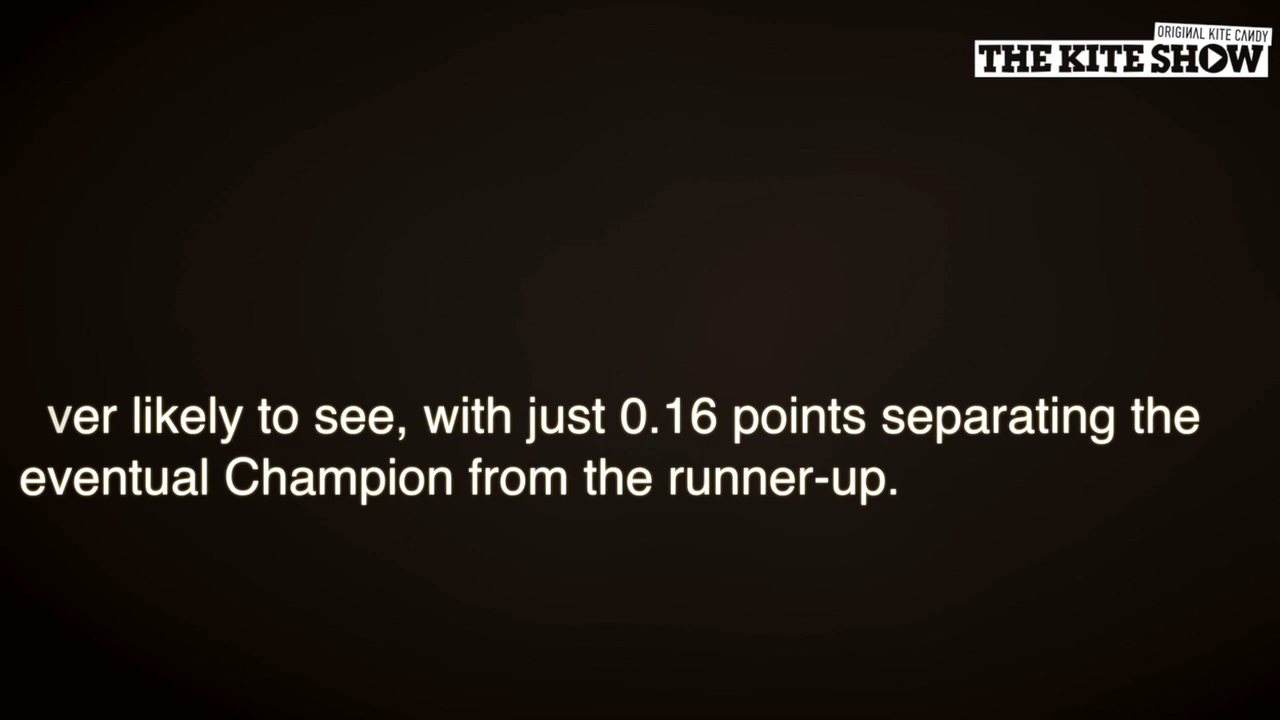 ORIGINAL KITE CANDY
THE KITE SHOW
ver likely to see, with just 0.16 points separating the
eventual Champion from the runner-up.